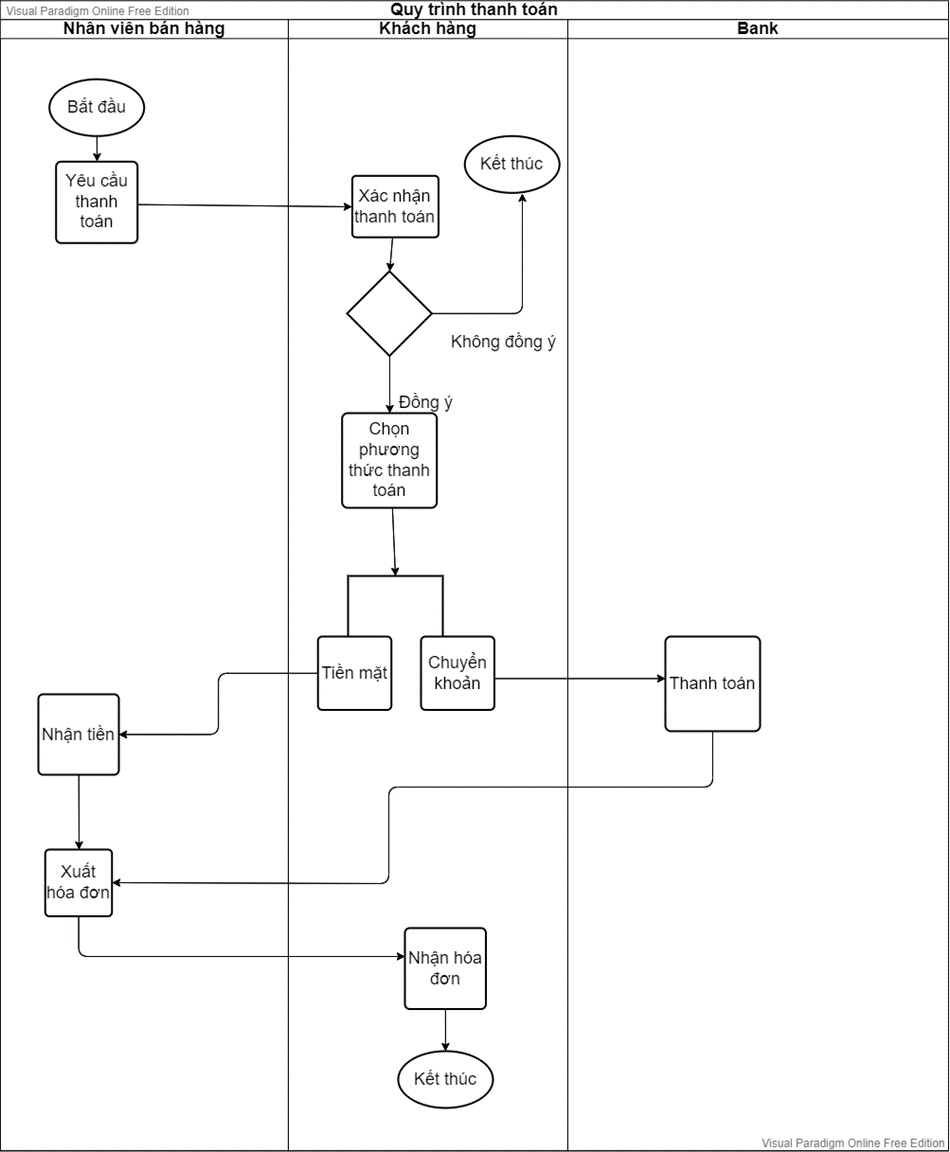 Visual Paradigm Online Free Edition
Quy trình thanh toán
Nhân viên bán hàng
Khách hàng
Bank
Bắt đầu
Yêu cầu
thanh
toán
Xác nhận
thanh toán
Kết thúc
Không đồng ý
Đồng ý
Chọn
phương
thức thanh
toán
Tiền mặt
Chuyển
khoản
Thanh toán
Nhận tiền
Xuất
hóa đơn
Nhận hóa
đơn
Kết thúc
Visual Paradigm Online Free Edition